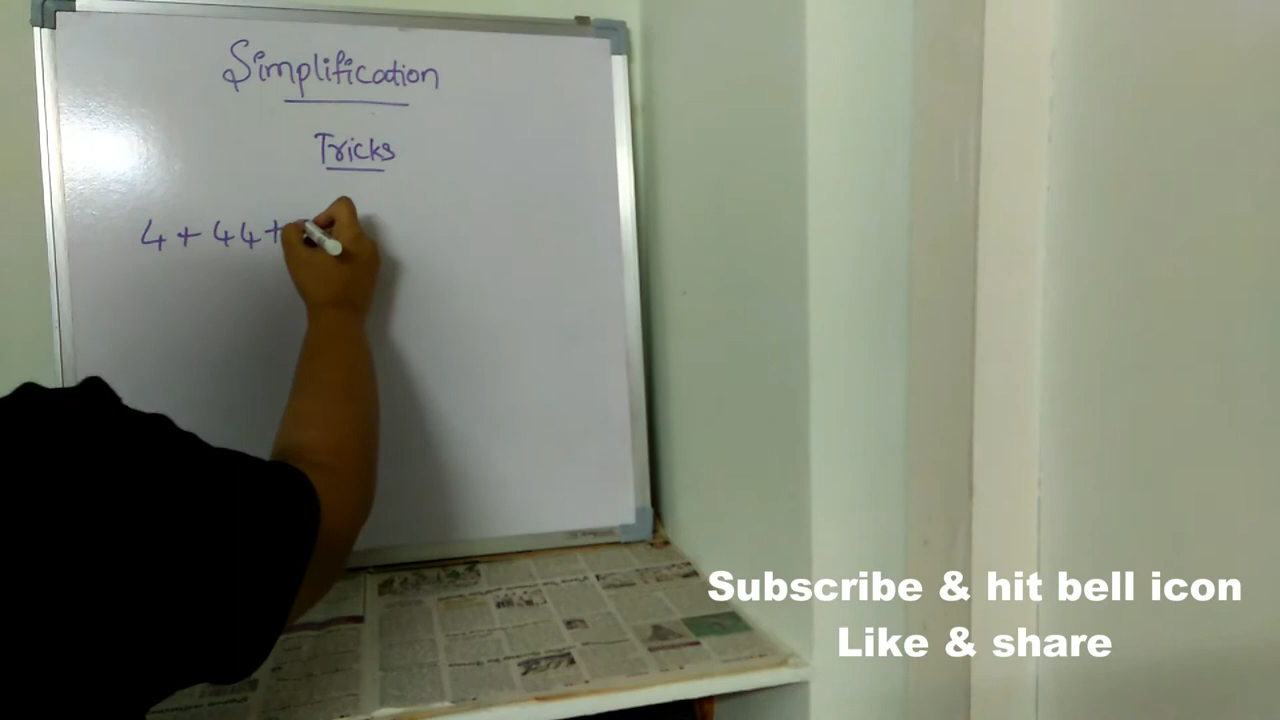 Simplification
Tricks
4 + 44 +
Subscribe & hit bell icon
Like & share